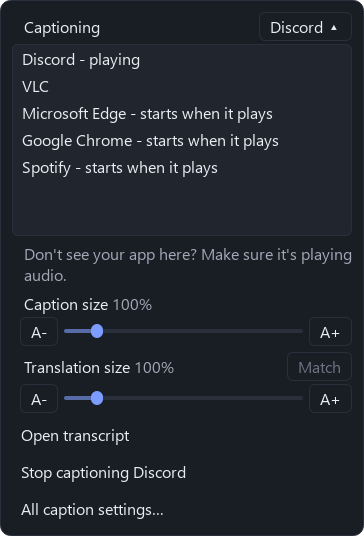 Captioning
Discord ▲
Discord - playing
VLC
Microsoft Edge - starts when it plays
Google Chrome - starts when it plays
Spotify - starts when it plays
Don't see your app here? Make sure it's playing
audio.
Caption size 100%
A- A+
Translation size 100% Match
A- A+
Open transcript
Stop captioning Discord
All caption settings...